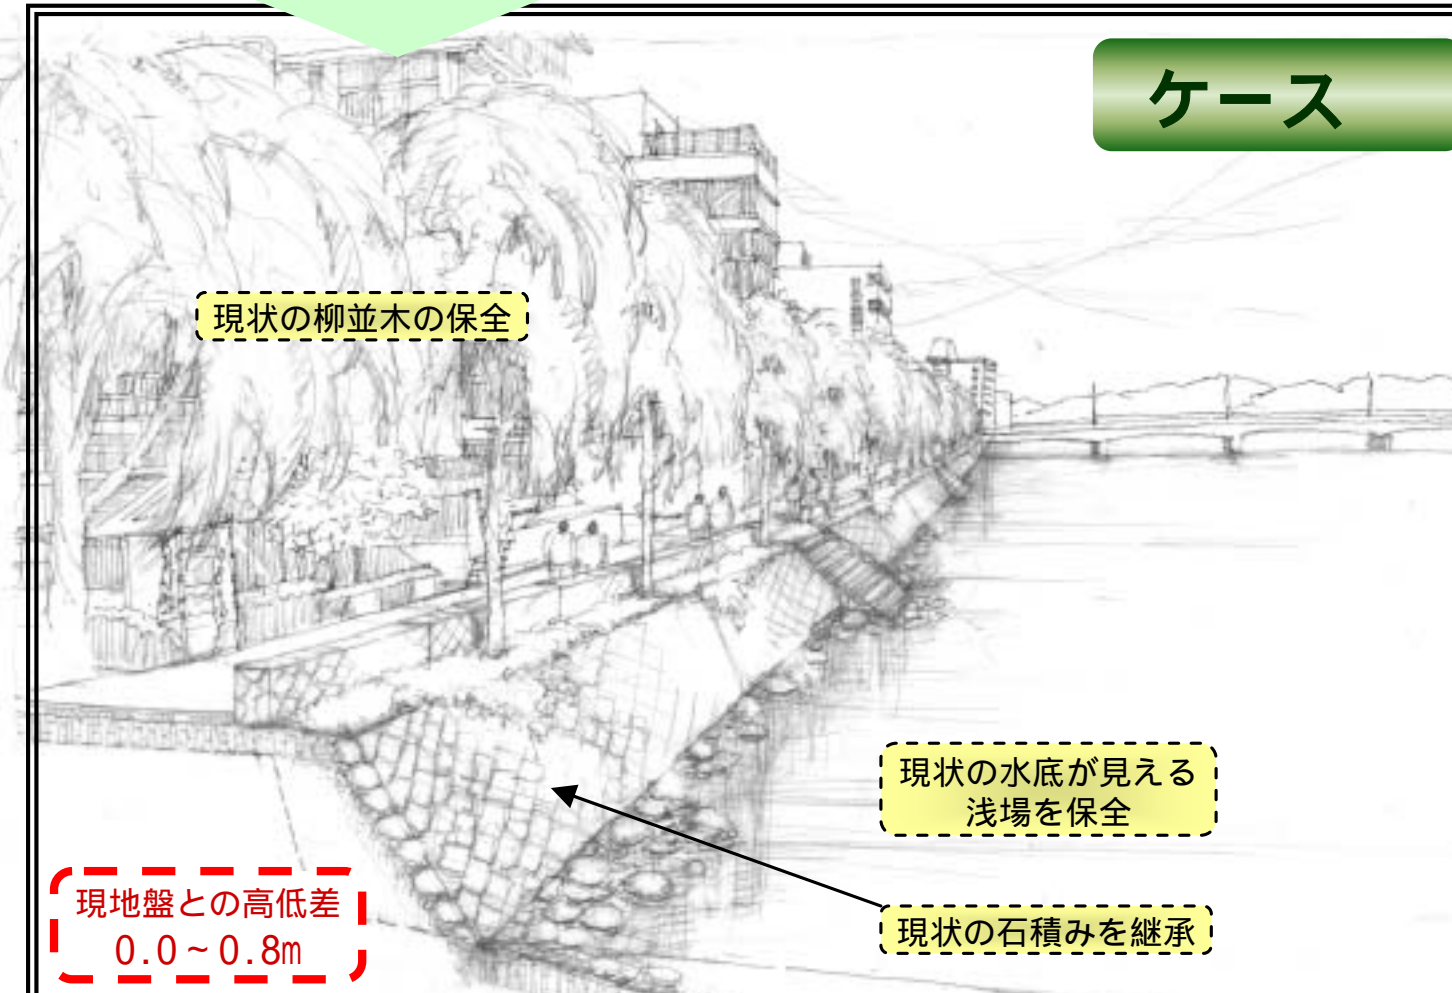 ケース
現状の柳並木の保全
現状の水底が見える
浅場を保全
現状の石積みを継承
現地盤との高低差
0.0～0.8m